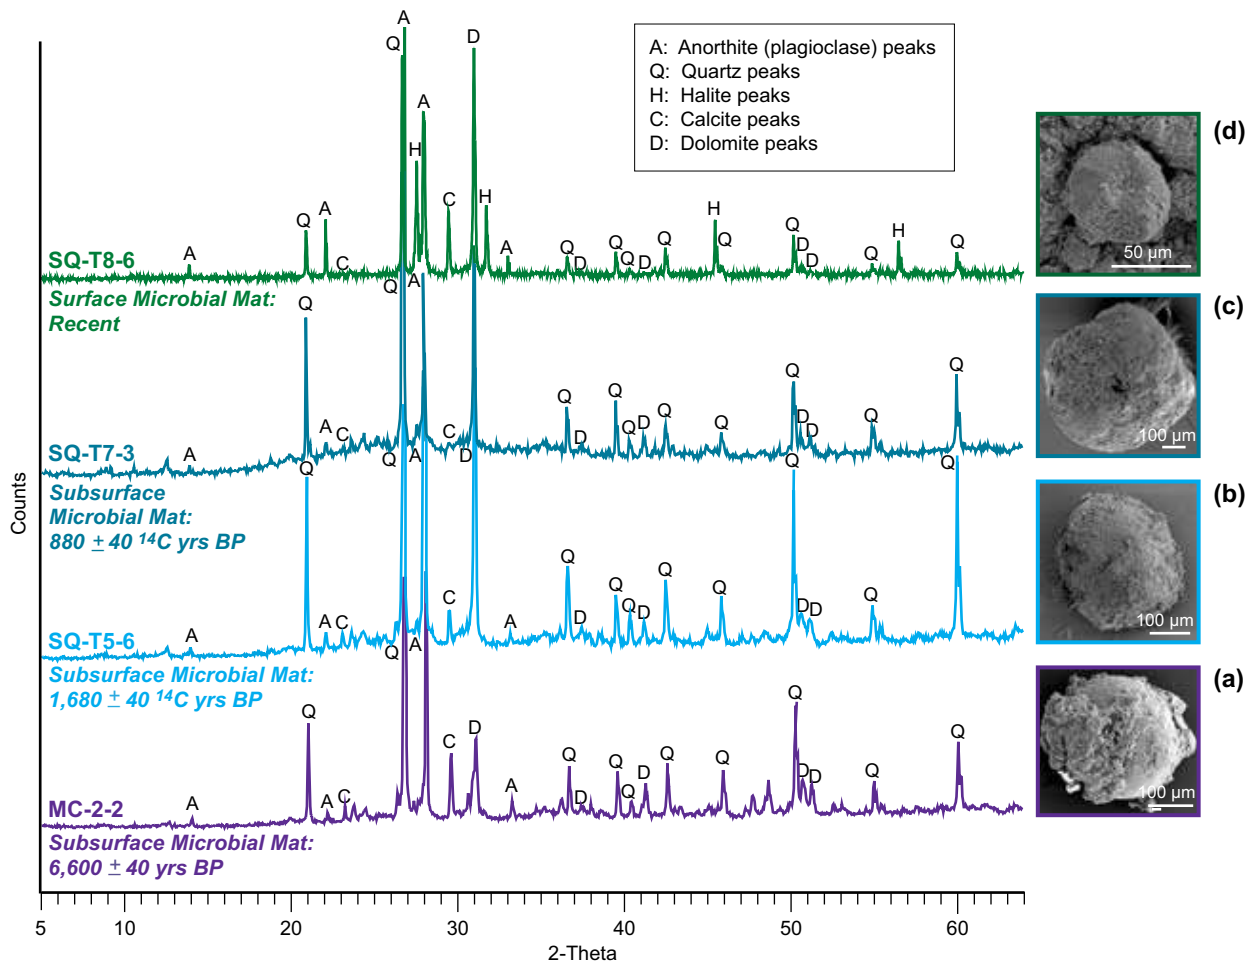 A: Anorthite (plagioclase) peaks
Q: Quartz peaks
H: Halite peaks
C: Calcite peaks
D: Dolomite peaks
A
Q
D
A
H
C
H
A
Q
A
C
A
Q
D
Q
Q
D
Q
H
Q
Q
D
D
Q
H
Q
SQ-T8-6
Surface Microbial Mat:
Recent
Q
A
Q
A
C
A
C
Q
D
Q
Q
D
Q
Q
Q
D
D
Q
Q
SQ-T7-3
Subsurface
Microbial Mat:
880 ± 40 ¹⁴C yrs BP
Q
A
D
Q
A
A
C
C
A
Q
D
Q
Q
D
Q
Q
Q
D
D
Q
Q
SQ-T5-6
Subsurface Microbial Mat:
1,680 ± 40 ¹⁴C yrs BP
Q
A
Q
A
A
C
C
D
A
Q
D
Q
Q
D
Q
Q
Q
D
D
Q
Q
MC-2-2
Subsurface Microbial Mat:
6,600 ± 40 yrs BP
Counts
5
10
20
30
40
50
60
2-Theta
(d)
50 µm
(c)
100 µm
(b)
100 µm
(a)
100 µm